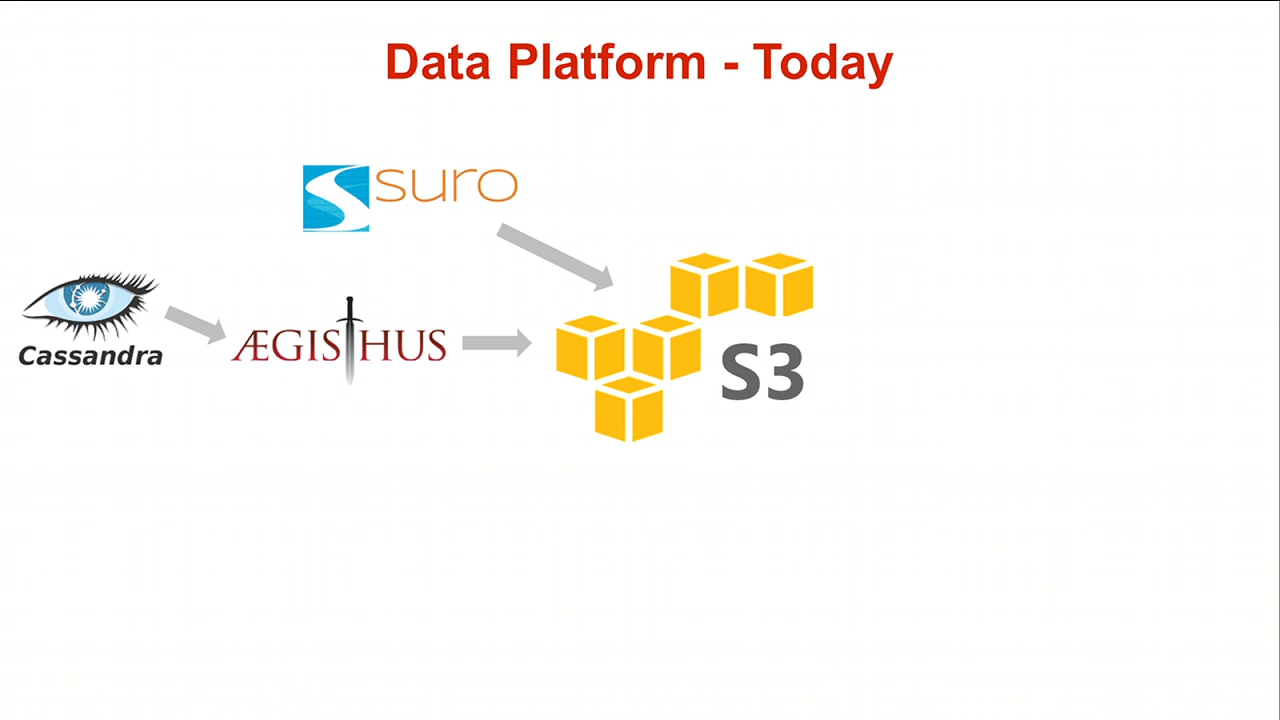 Data Platform - Today
suro
Cassandra
ÆGISTHUS
S3